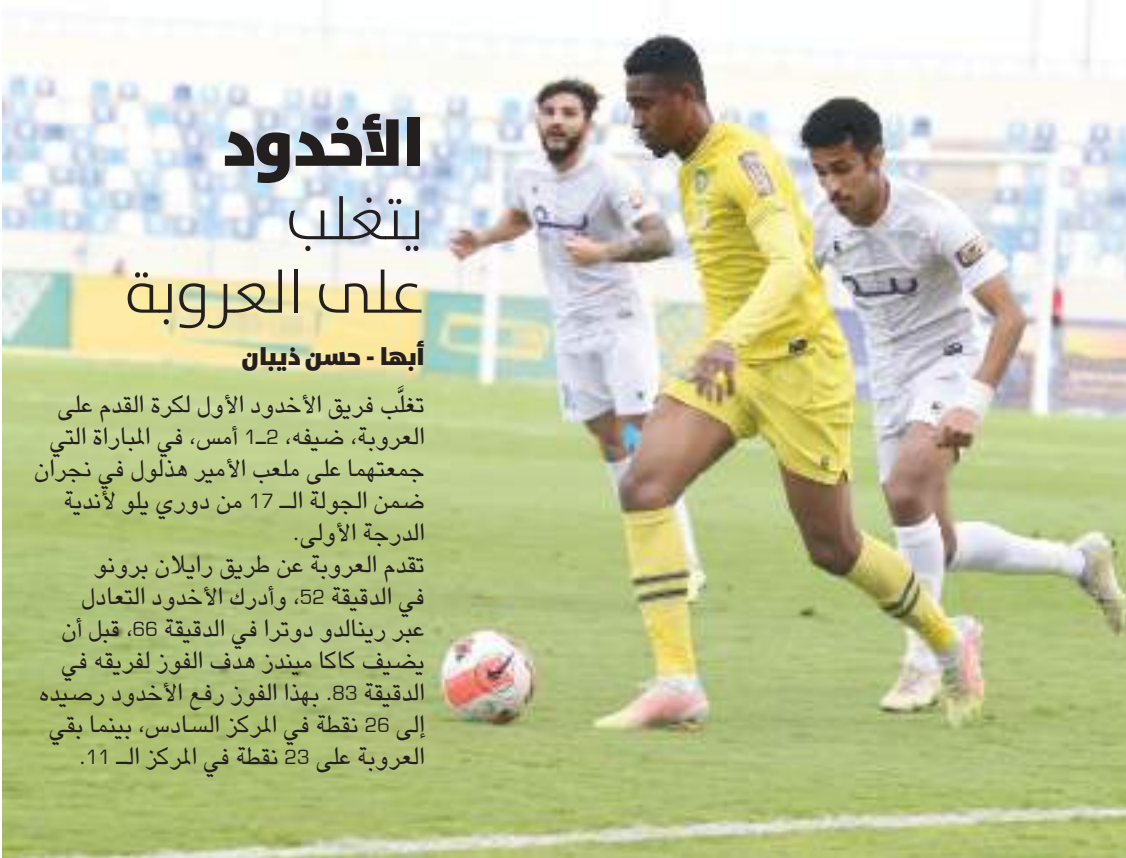 الأخدود
يتغلب
على العروبة
أبها - حسن ذيبان
تغلَّب فريق الأخدود الأول لكرة القدم على
العروبة، ضيفه، 2ــ1 أمس، في المباراة التي
جمعتهما على ملعب الأمير هذلول في نجران
ضمن الجولة الــ 17 من دوري يلو لأندية
الدرجة الأولى.
تقدم العروبة عن طريق رايلان برونو
في الدقيقة 52، وأدرك الأخدود التعادل
عبر رينالدو دوترا في الدقيقة 66، قبل أن
يضيف كاكا ميندز هدف الفوز لفريقه في
الدقيقة 83. بهذا الفوز رفع الأخدود رصيده
إلى 26 نقطة في المركز السادس، بينما بقي
العروبة على 23 نقطة في المركز الــ 11.